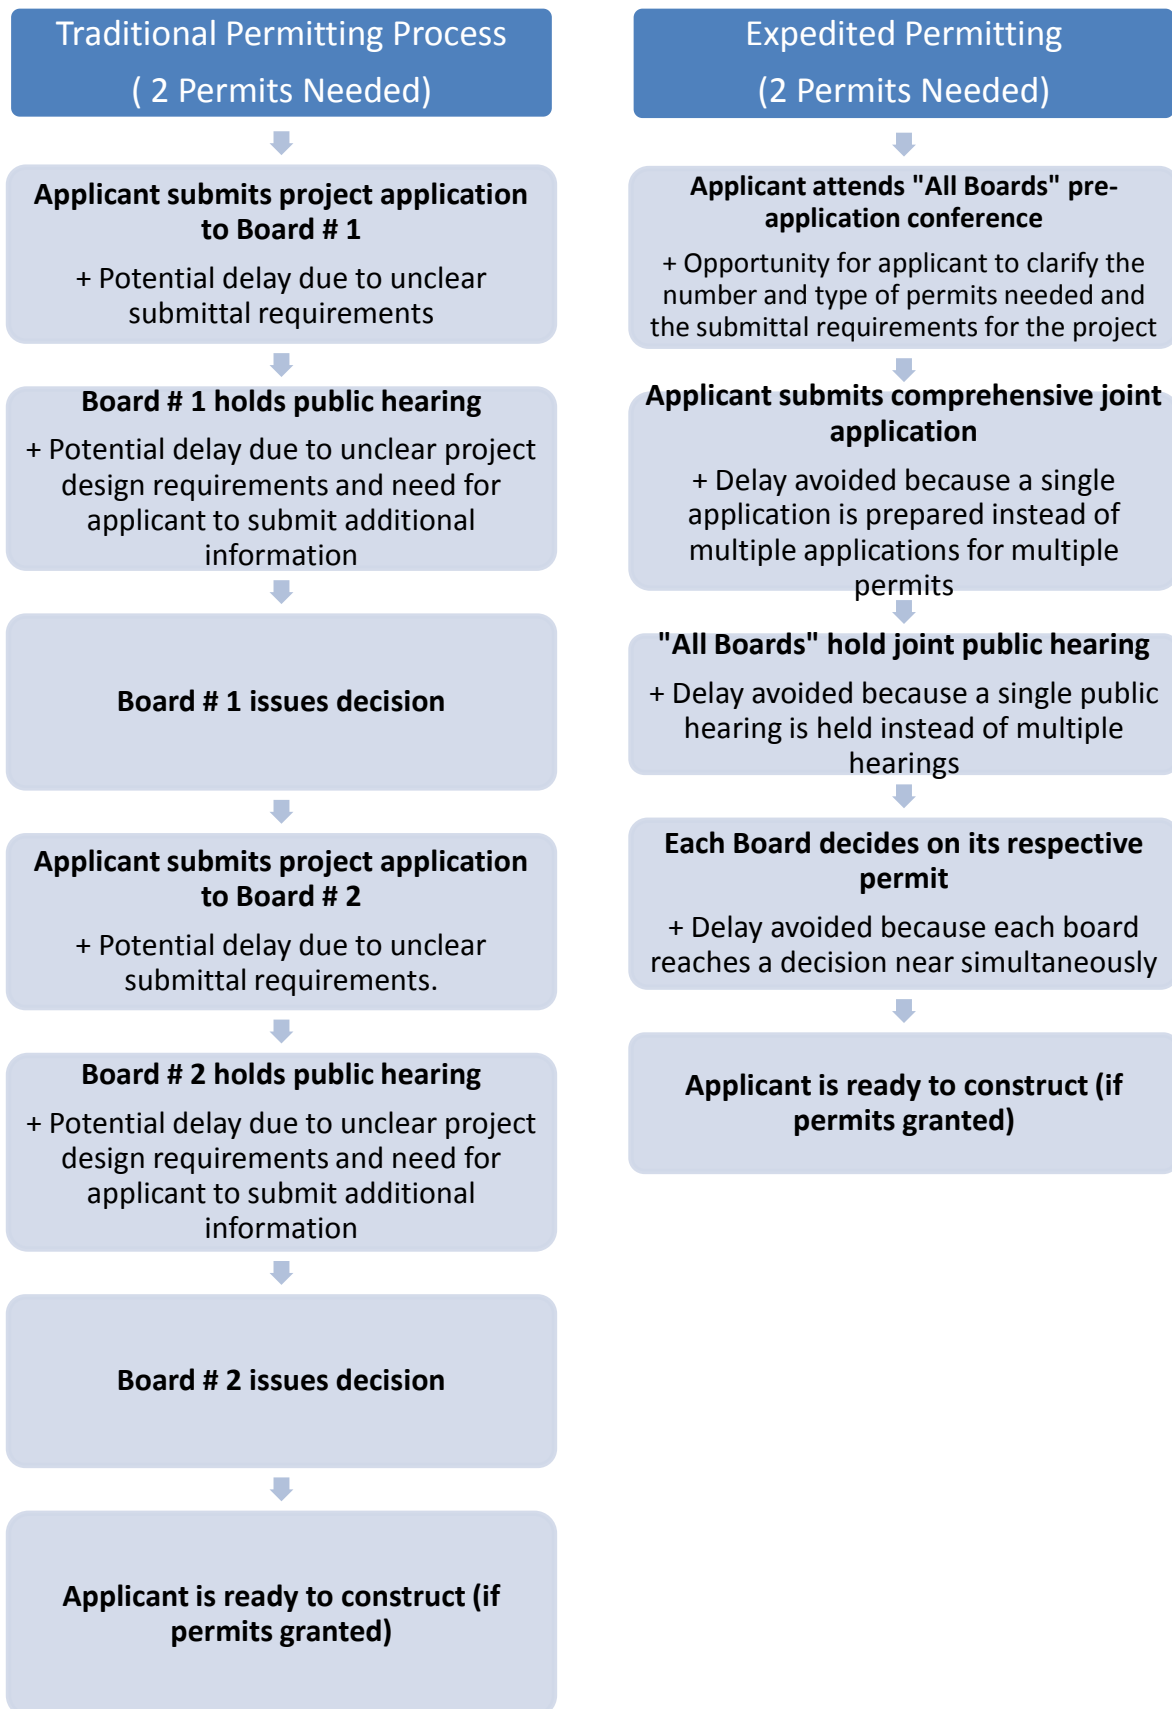 Traditional Permitting Process
( 2 Permits Needed)
Applicant submits project application
to Board # 1
+ Potential delay due to unclear
submittal requirements
Board # 1 holds public hearing
+ Potential delay due to unclear project
design requirements and need for
applicant to submit additional
information
Board # 1 issues decision
Applicant submits project application
to Board # 2
+ Potential delay due to unclear
submittal requirements.
Board # 2 holds public hearing
+ Potential delay due to unclear project
design requirements and need for
applicant to submit additional
information
Board # 2 issues decision
Applicant is ready to construct (if
permits granted)
Expedited Permitting
(2 Permits Needed)
Applicant attends "All Boards" pre-
application conference
+ Opportunity for applicant to clarify the
number and type of permits needed and
the submittal requirements for the project
Applicant submits comprehensive joint
application
+ Delay avoided because a single
application is prepared instead of
multiple applications for multiple
permits
"All Boards" hold joint public hearing
+ Delay avoided because a single public
hearing is held instead of multiple
hearings
Each Board decides on its respective
permit
+ Delay avoided because each board
reaches a decision near simultaneously
Applicant is ready to construct (if
permits granted)